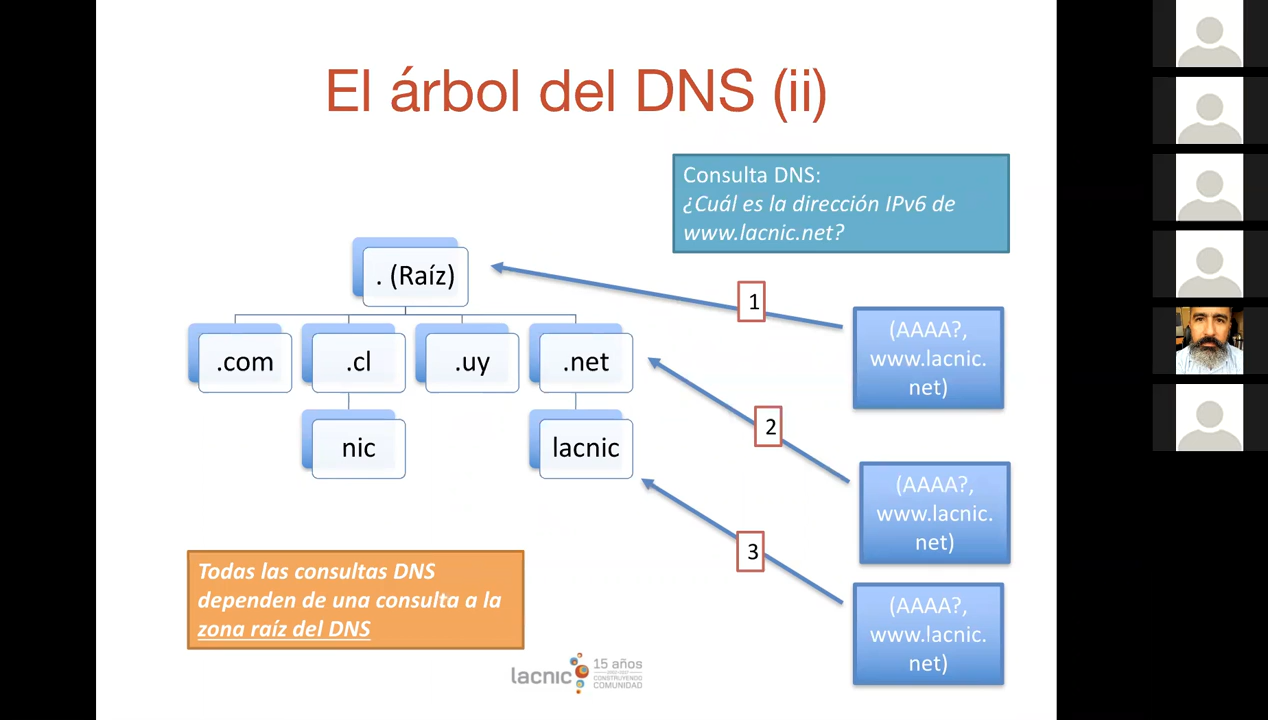 El árbol del DNS (ii)
Consulta DNS:
¿Cuál es la dirección IPv6 de
www.lacnic.net?
. (Raíz)
1
.com
.cl
.uy
.net
(AAAA?,
www.lacnic.
net)
2
nic
lacnic
(AAAA?,
www.lacnic.
net)
3
Todas las consultas DNS
dependen de una consulta a la
zona raíz del DNS
(AAAA?,
www.lacnic.
net)
lacnic
15 años
2002-2017
CONSTRUYENDO
COMUNIDAD